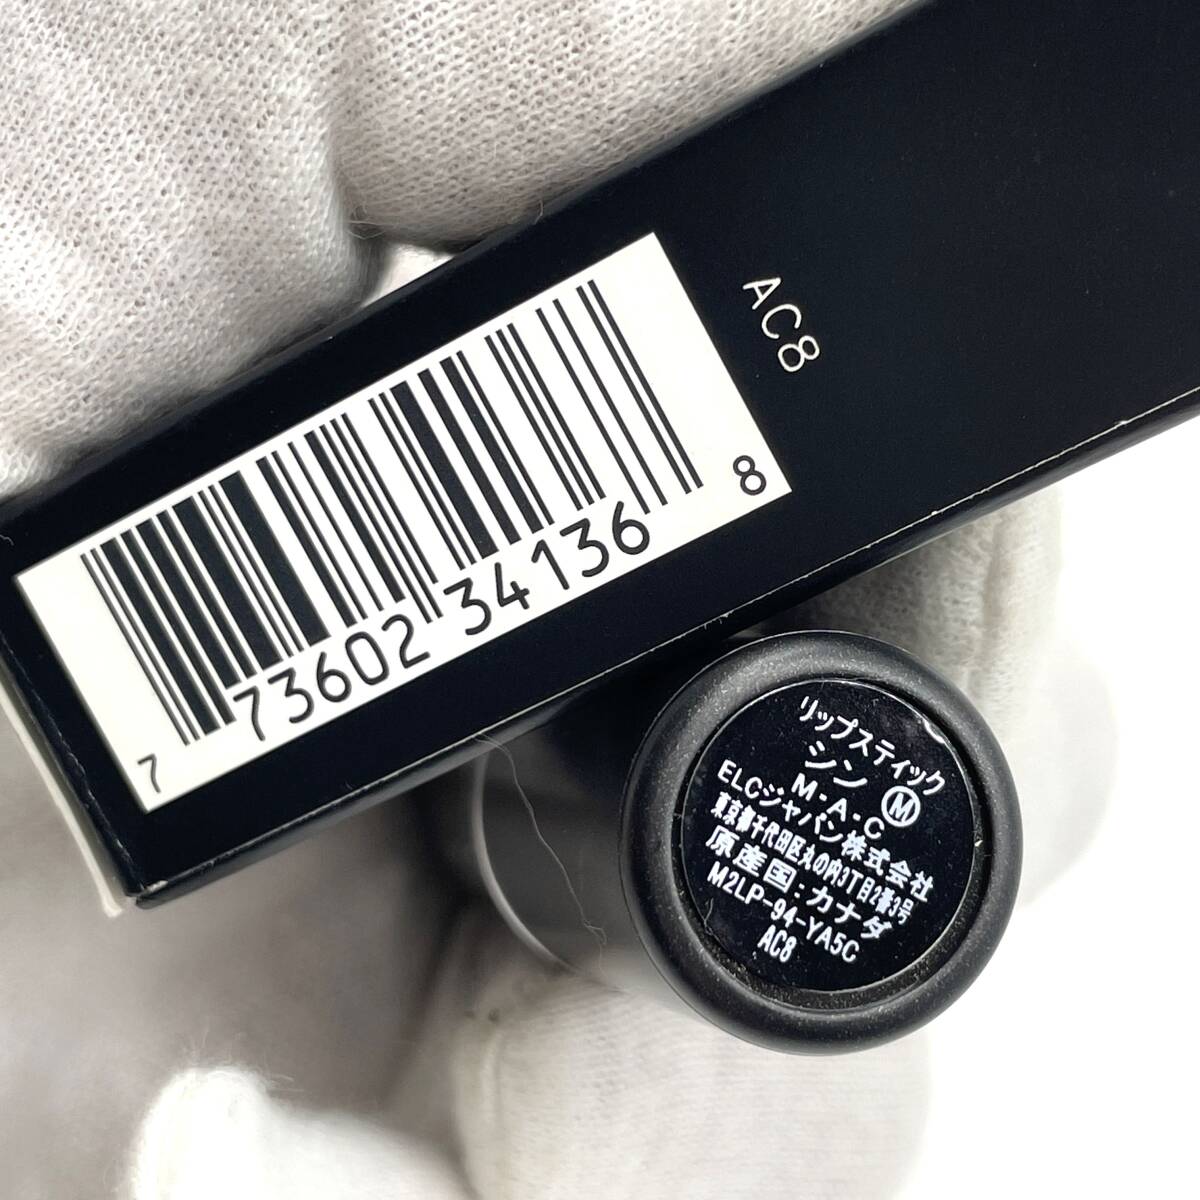 AC8
7 73602 34136 8
リップスティック
シン Ⓜ
M・A・C
ELCジャパン株式会社
東京都千代田区丸の内3丁目2番3号
原産国：カナダ
M2LP-94-YA5C
AC8